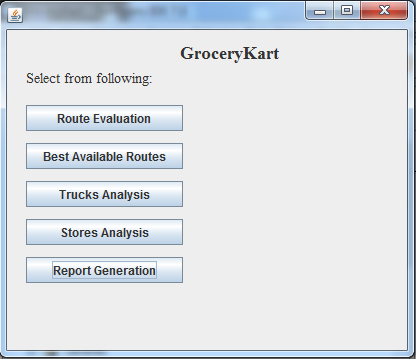 GroceryKart
Select from following:
Route Evaluation
Best Available Routes
Trucks Analysis
Stores Analysis
Report Generation